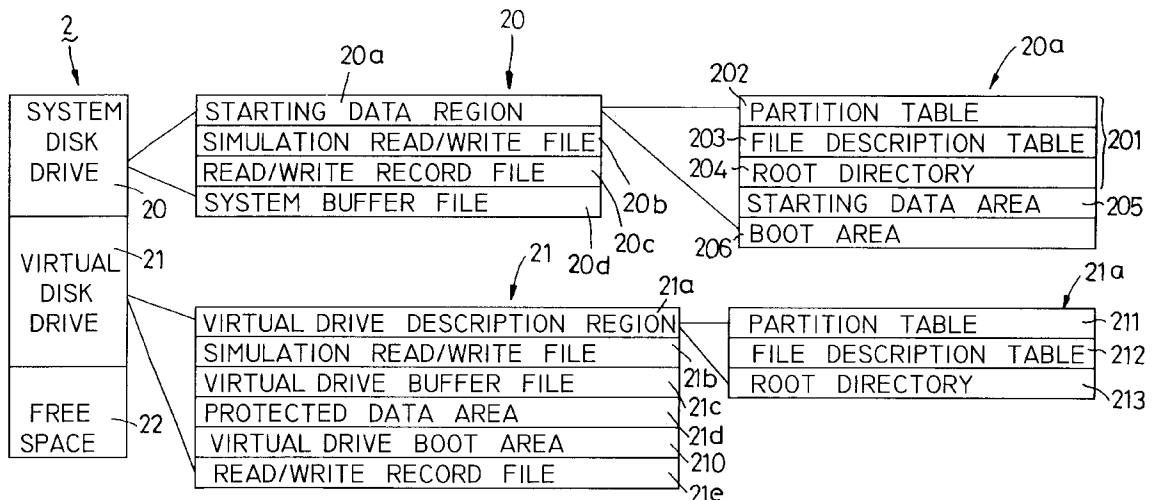 2
SYSTEM
DISK
DRIVE
20
21
VIRTUAL
DISK
DRIVE
FREE
SPACE
22
20
20a
STARTING DATA REGION
SIMULATION READ/WRITE FILE
READ/WRITE RECORD FILE
SYSTEM BUFFER FILE
20b
20c
20d
20a
202
PARTITION TABLE
203
FILE DESCRIPTION TABLE
204
ROOT DIRECTORY
201
STARTING DATA AREA
205
206
BOOT AREA
21
21a
VIRTUAL DRIVE DESCRIPTION REGION
SIMULATION READ/WRITE FILE
21b
VIRTUAL DRIVE BUFFER FILE
21c
PROTECTED DATA AREA
21d
VIRTUAL DRIVE BOOT AREA
210
READ/WRITE RECORD FILE
21e
21a
PARTITION TABLE
211
FILE DESCRIPTION TABLE
212
ROOT DIRECTORY
213